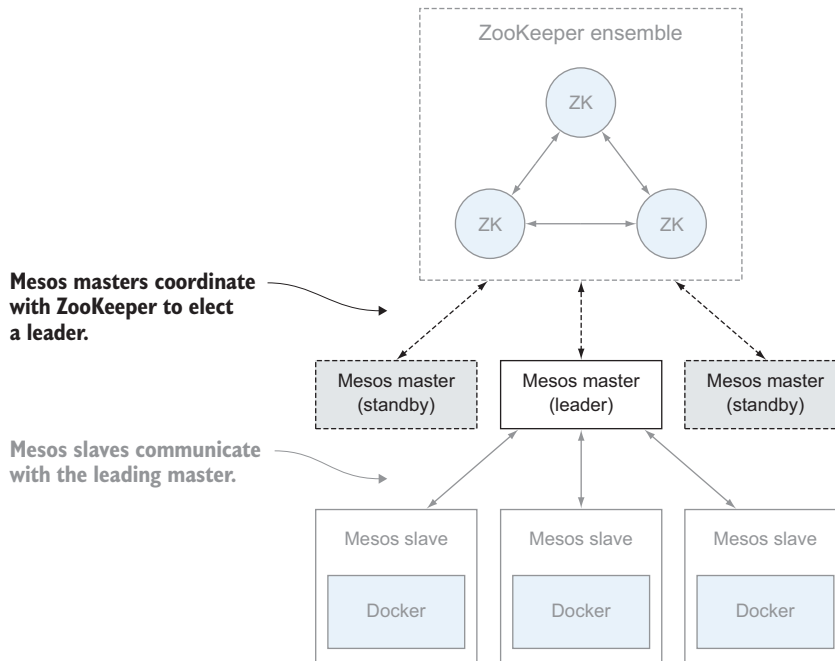 ZooKeeper ensemble
ZK
ZK
ZK
Mesos masters coordinate
with ZooKeeper to elect
a leader.
Mesos master
(standby)
Mesos master
(leader)
Mesos master
(standby)
Mesos slaves communicate
with the leading master.
Mesos slave
Mesos slave
Mesos slave
Docker
Docker
Docker